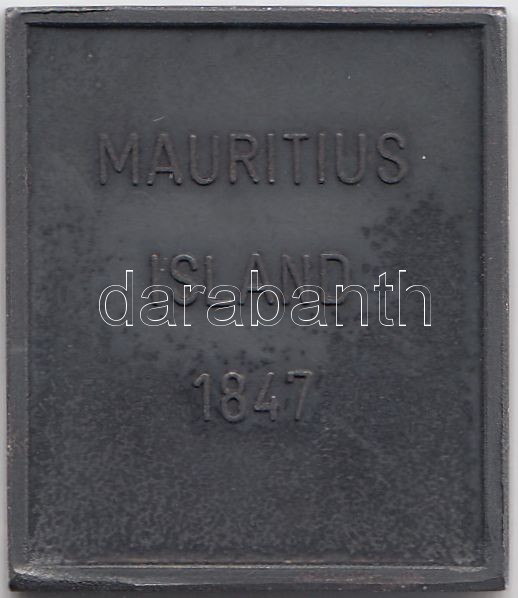 MAURITIUS
ISLAND
darabanth
1847